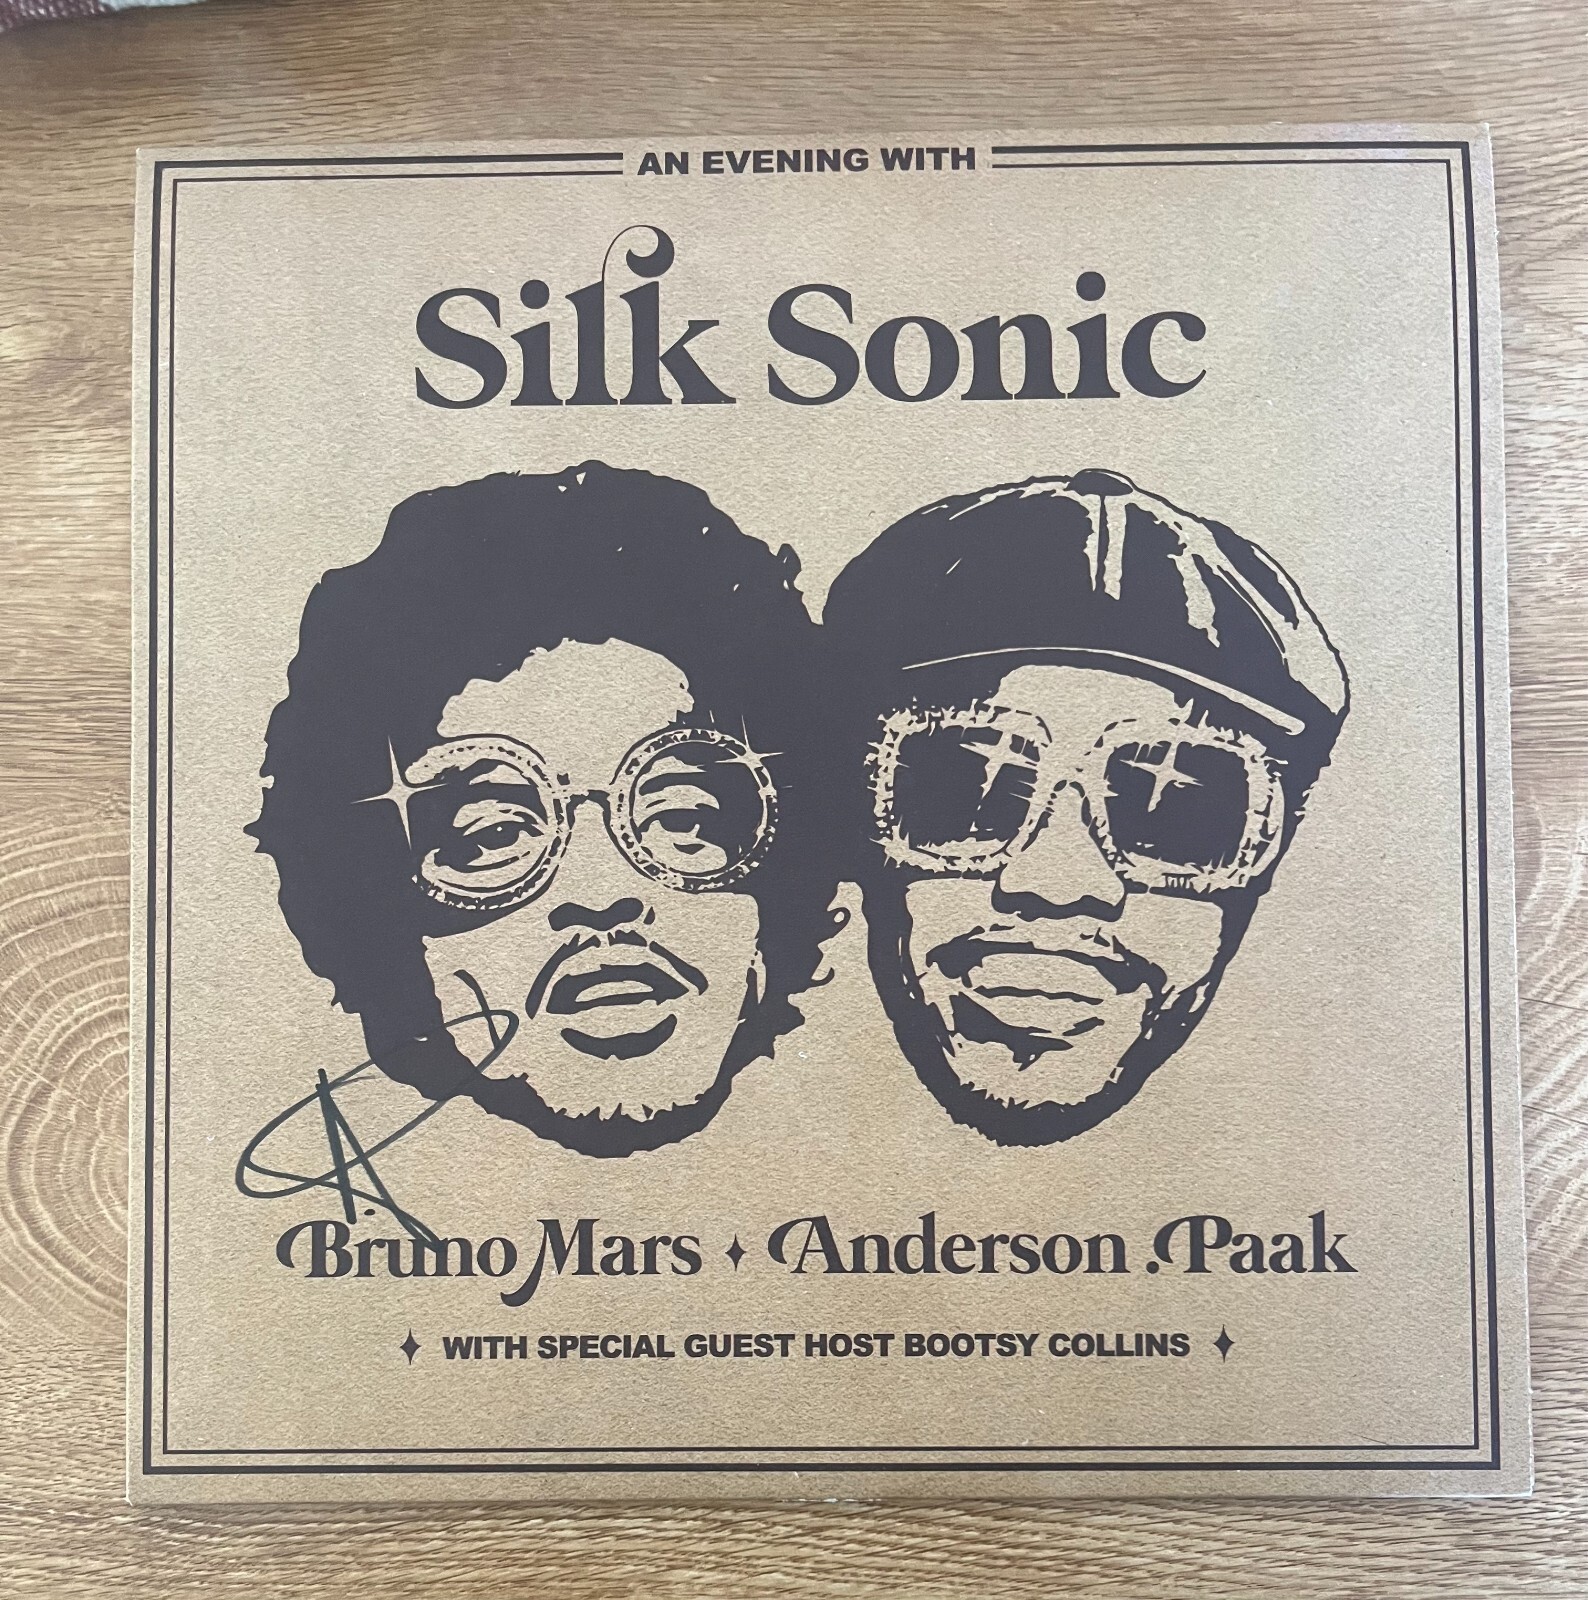 AN EVENING WITH
Silk Sonic
Bruno Mars ✦ Anderson .Paak
✦ WITH SPECIAL GUEST HOST BOOTSY COLLINS ✦